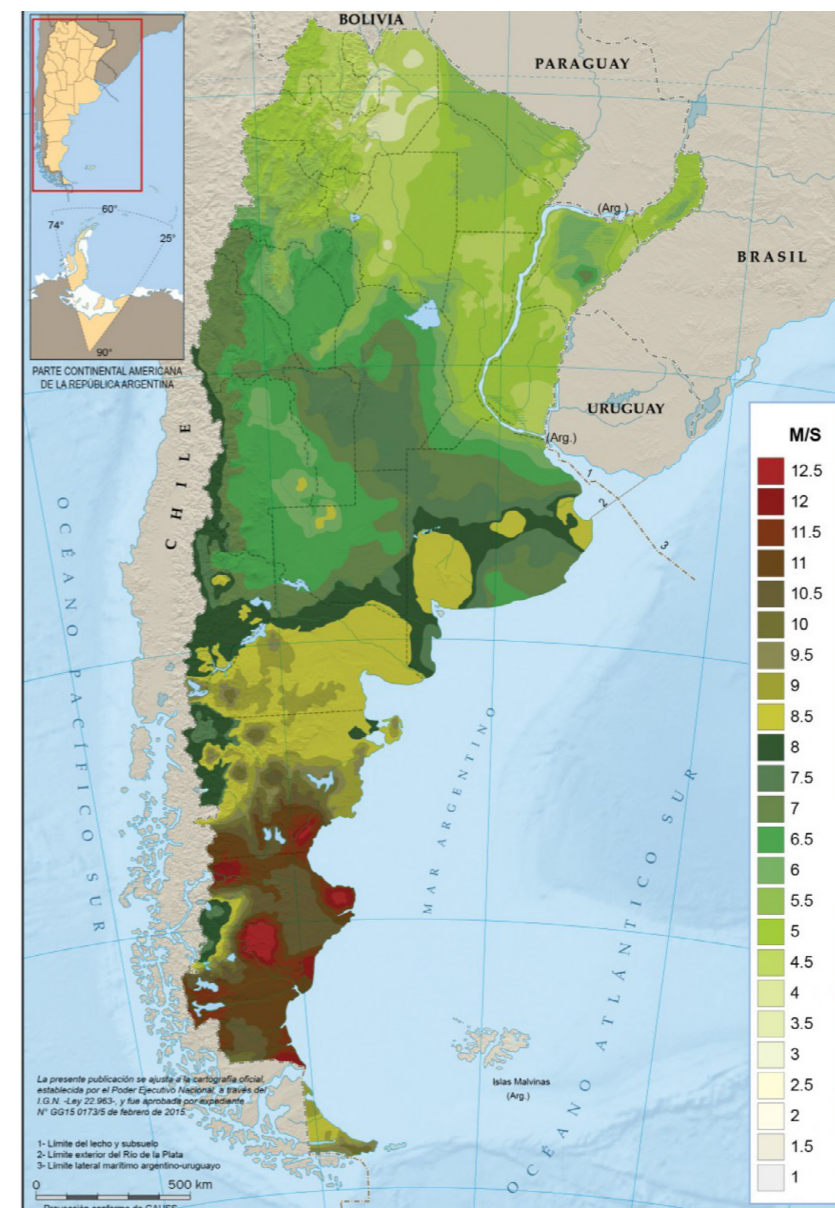 BOLIVIA
PARAGUAY
(Arg.)
BRASIL
60°
74°
25°
90°
PARTE CONTINENTAL AMERICANA
DE LA REPÚBLICA ARGENTINA
CHILE
URUGUAY
(Arg.)
1
2
3
OCÉANO PACÍFICO SUR
MAR ARGENTINO
OCÉANO ATLÁNTICO SUR
Islas Malvinas
(Arg.)
M/S
12.5
12
11.5
11
10.5
10
9.5
9
8.5
8
7.5
7
6.5
6
5.5
5
4.5
4
3.5
3
2.5
2
1.5
1
La presente publicación se ajusta a la cartografía oficial,
establecida por el Poder Ejecutivo Nacional, a través del
I.G.N. -Ley 22.963-, y fue aprobada por expediente
N° GG15 0173/5 de febrero de 2015
1- Límite del lecho y subsuelo
2- Límite exterior del Río de la Plata
3- Límite lateral marítimo argentino-uruguayo
0 500 km
Proyección conforme de GAUSS